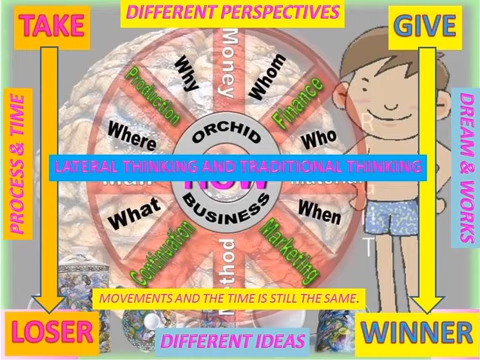 DIFFERENT PERSPECTIVES
TAKE
GIVE
Money
Why
Whom
Production
Finance
Where
Who
ORCHID
LATERAL THINKING AND TRADITIONAL THINKING
HOW
BUSINESS
What
When
Continuation
Marketing
Method
PROCESS & TIME
DREAM & WORKS
MOVEMENTS AND THE TIME IS STILL THE SAME.
LOSER
DIFFERENT IDEAS
WINNER